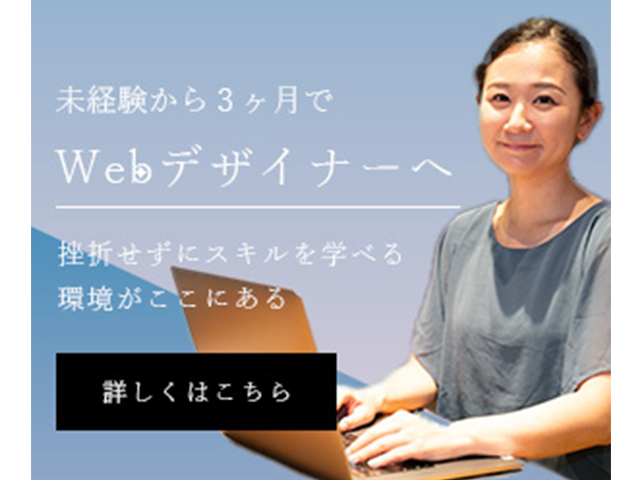 未経験から３ヶ月で
Webデザイナーへ
挫折せずにスキルを学べる
環境がここにある
詳しくはこちら